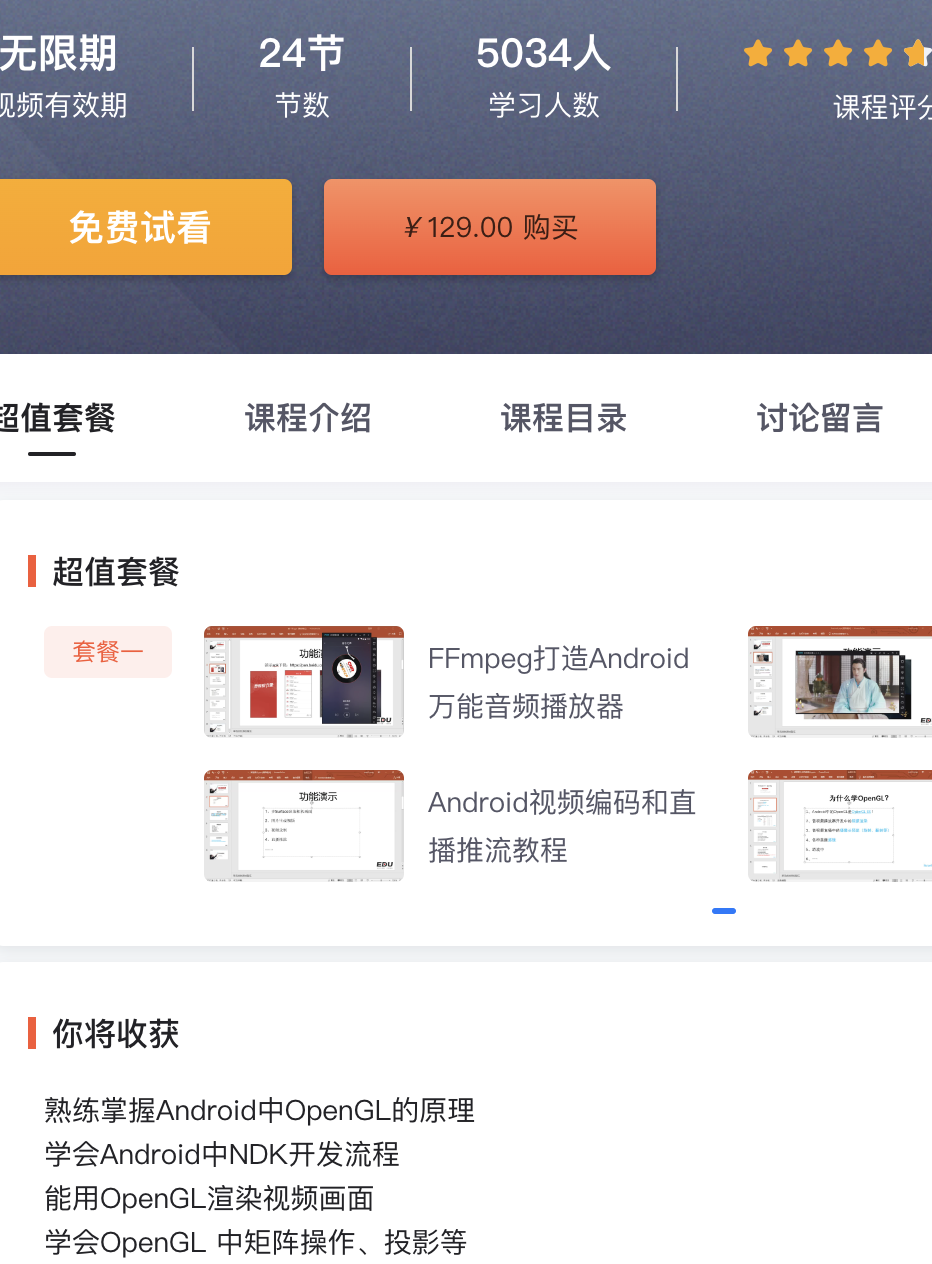 无限期
24节
5034人
视频有效期
节数
学习人数
课程评分
免费试看
￥129.00 购买
超值套餐
课程介绍
课程目录
讨论留言
超值套餐
套餐一
FFmpeg打造Android
万能音频播放器
功能演示
EDU
Android视频编码和直
播推流教程
为什么学OpenGL?
你将收获
熟练掌握Android中OpenGL的原理
学会Android中NDK开发流程
能用OpenGL渲染视频画面
学会OpenGL 中矩阵操作、投影等